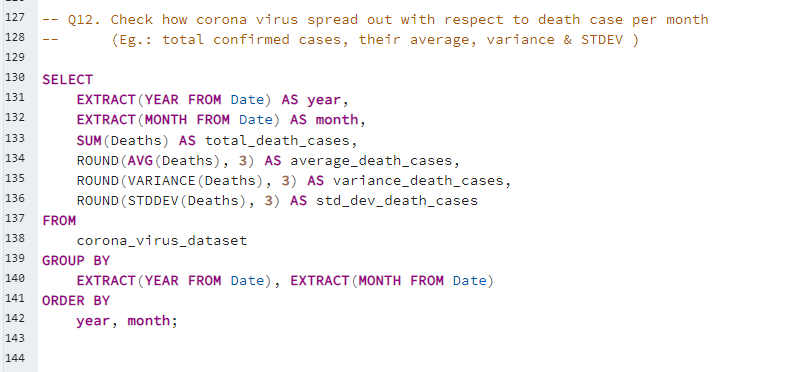 127 -- Q12. Check how corona virus spread out with respect to death case per month
128 --      (Eg.: total confirmed cases, their average, variance & STDEV )
129
130 SELECT
131     EXTRACT(YEAR FROM Date) AS year,
132     EXTRACT(MONTH FROM Date) AS month,
133     SUM(Deaths) AS total_death_cases,
134     ROUND(AVG(Deaths), 3) AS average_death_cases,
135     ROUND(VARIANCE(Deaths), 3) AS variance_death_cases,
136     ROUND(STDDEV(Deaths), 3) AS std_dev_death_cases
137 FROM
138     corona_virus_dataset
139 GROUP BY
140     EXTRACT(YEAR FROM Date), EXTRACT(MONTH FROM Date)
141 ORDER BY
142     year, month;
143
144